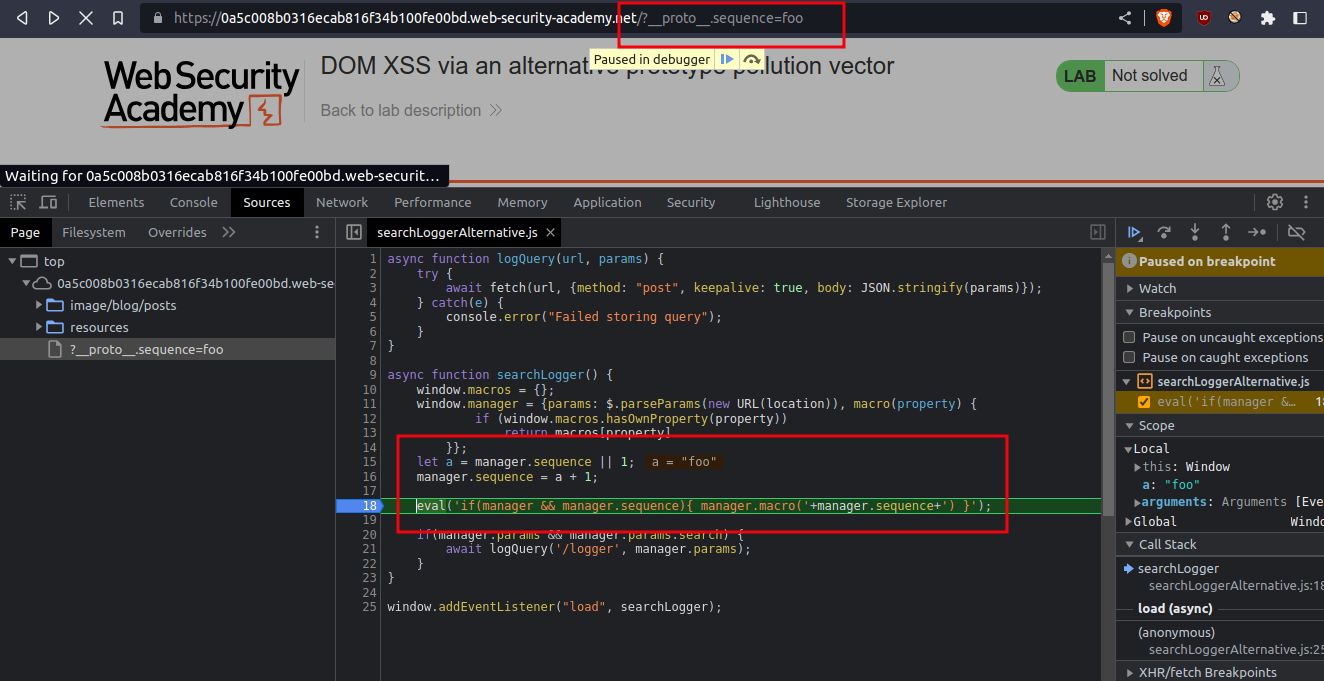 https://0a5c008b0316ecab816f34b100fe00bd.web-security-academy.net/?__proto__.sequence=foo
Paused in debugger
WebSecurity
Academy
DOM XSS via an alternative prototype pollution vector
Back to lab description
LAB
Not solved
Waiting for 0a5c008b0316ecab816f34b100fe00bd.web-securit…
Elements Console Sources Network Performance Memory Application Security Lighthouse Storage Explorer
Page Filesystem Overrides
searchLoggerAlternative.js
top
0a5c008b0316ecab816f34b100fe00bd.web-se
image/blog/posts
resources
?__proto__.sequence=foo
1 async function logQuery(url, params) {
2 try {
3 await fetch(url, {method: "post", keepalive: true, body: JSON.stringify(params)});
4 } catch(e) {
5 console.error("Failed storing query");
6 }
7 }
8
9 async function searchLogger() {
10 window.macros = {};
11 window.manager = {params: $.parseParams(new URL(location)), macro(property) {
12 if (window.macros.hasOwnProperty(property))
13 return macros[property]
14 }};
15 let a = manager.sequence || 1; a = "foo"
16 manager.sequence = a + 1;
17
18 eval('if(manager && manager.sequence){ manager.macro('+manager.sequence+') }');
19
20 if(manager.params && manager.params.search) {
21 await logQuery('/logger', manager.params);
22 }
23 }
24
25 window.addEventListener("load", searchLogger);
Paused on breakpoint
Watch
Breakpoints
Pause on uncaught exceptions
Pause on caught exceptions
searchLoggerAlternative.js
eval('if(manager &… 18
Scope
Local
this: Window
a: "foo"
arguments: Arguments [Eve
Global Windo
Call Stack
searchLogger
searchLoggerAlternative.js:18
load (async)
(anonymous)
searchLoggerAlternative.js:25
XHR/fetch Breakpoints